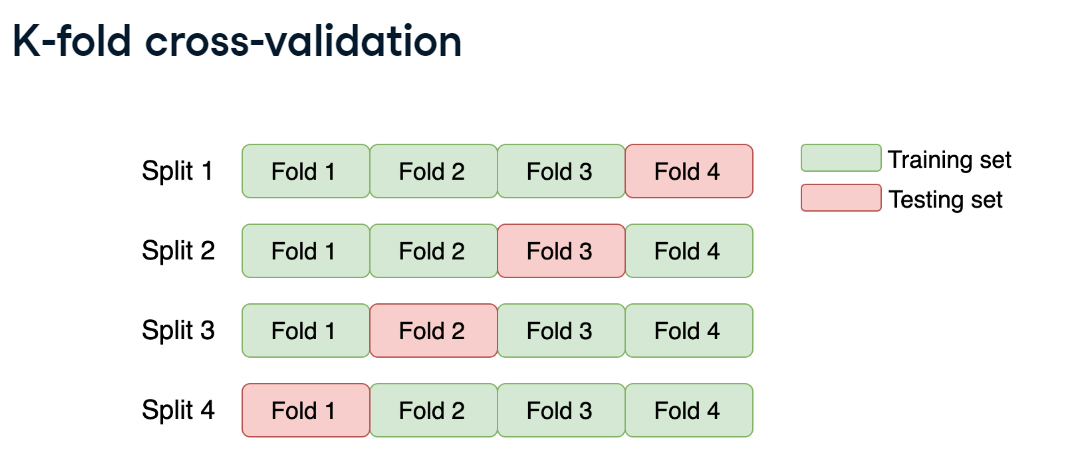 K-fold cross-validation
Split 1 Fold 1 Fold 2 Fold 3 Fold 4
Training set
Testing set
Split 2 Fold 1 Fold 2 Fold 3 Fold 4
Split 3 Fold 1 Fold 2 Fold 3 Fold 4
Split 4 Fold 1 Fold 2 Fold 3 Fold 4